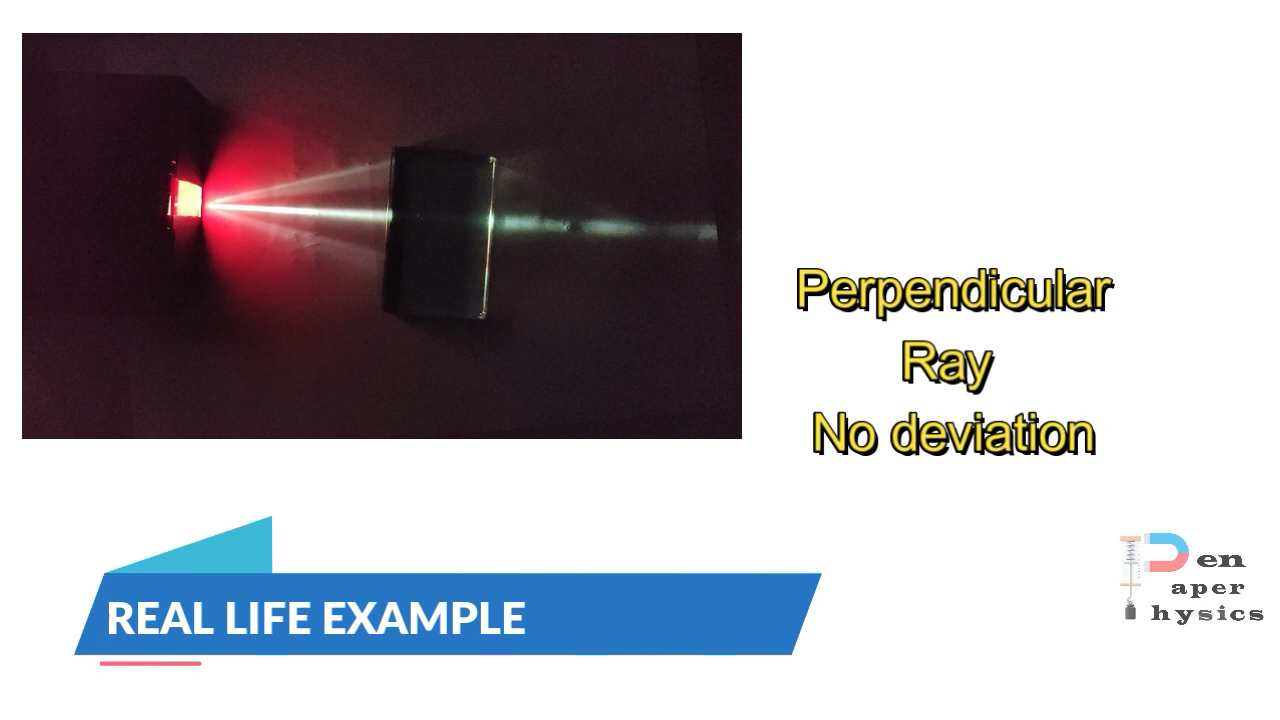 Perpendicular
Ray
No deviation
REAL LIFE EXAMPLE
Pen
aper
hysics